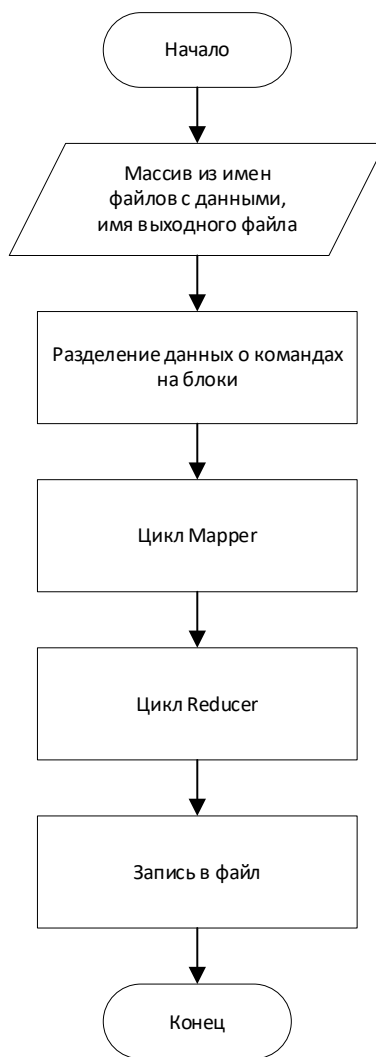 Начало
Массив из имен
файлов с данными,
имя выходного файла
Разделение данных о командах
на блоки
Цикл Mapper
Цикл Reducer
Запись в файл
Конец